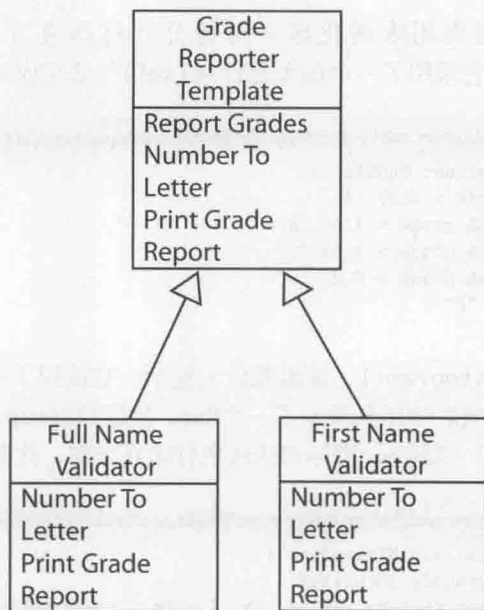 Grade
Reporter
Template
Report Grades
Number To
Letter
Print Grade
Report
Full Name
Validator
Number To
Letter
Print Grade
Report
First Name
Validator
Number To
Letter
Print Grade
Report